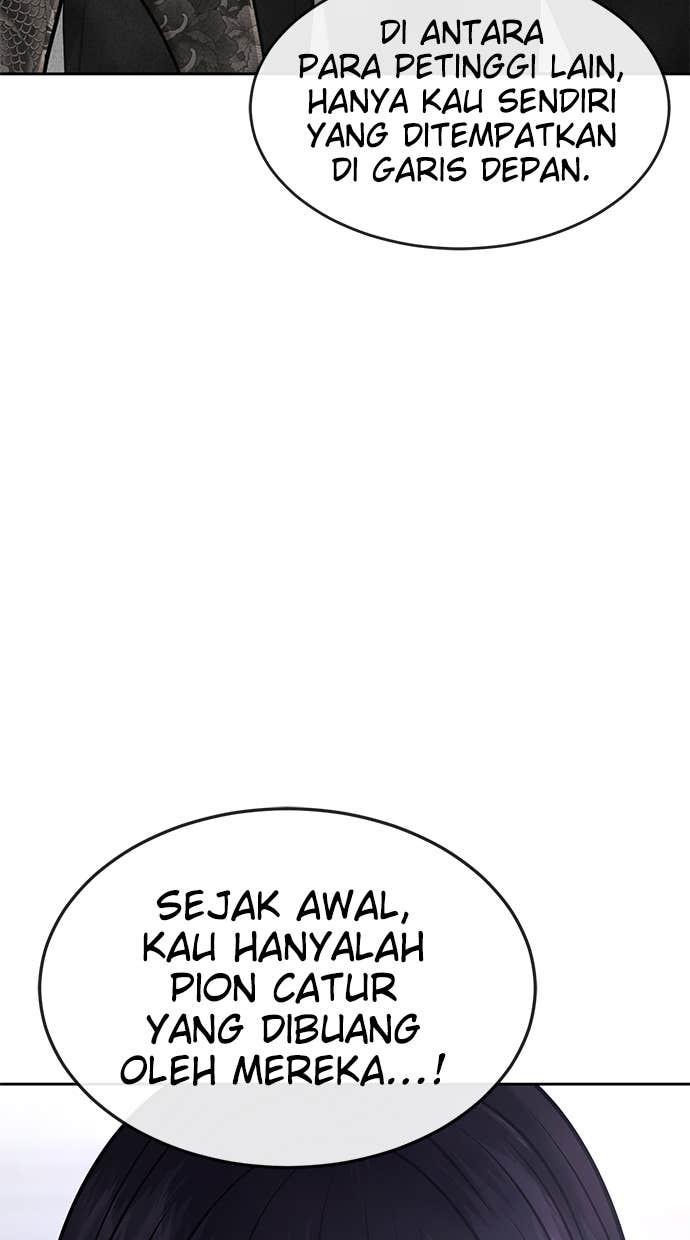 DI ANTARA
PARA PETINGGI LAIN,
HANYA KAU SENDIRI
YANG DITEMPATKAN
DI GARIS DEPAN.
SEJAK AWAL,
KAU HANYALAH
PION CATUR
YANG DIBUANG
OLEH MEREKA...!